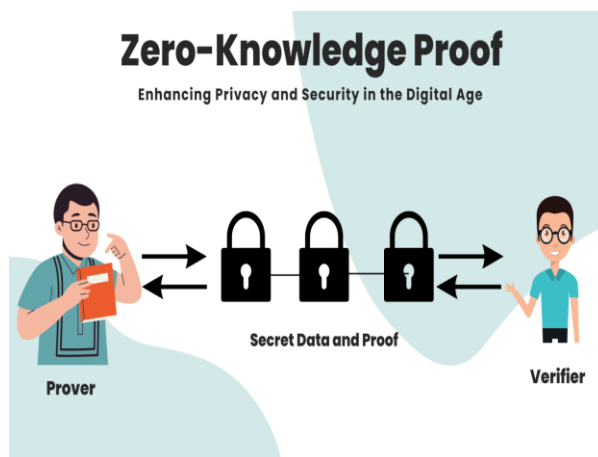 Zero-Knowledge Proof
Enhancing Privacy and Security in the Digital Age
Secret Data and Proof
Prover
Verifier